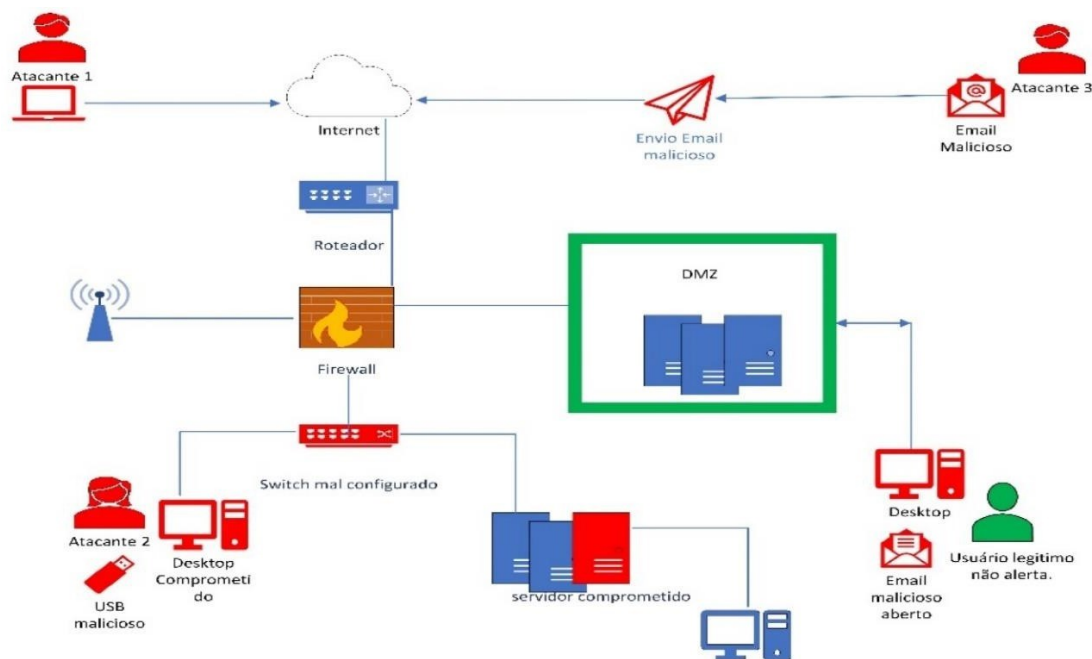 Atacante 1
Atacante 3
Internet
Envio Email
malicioso
Email
Malicioso
Roteador
DMZ
Firewall
Switch mal configurado
Atacante 2
USB
malicioso
Desktop
Comprometi
do
servidor comprometido
Desktop
Email
malicioso
aberto
Usuário legitimo
não alerta.